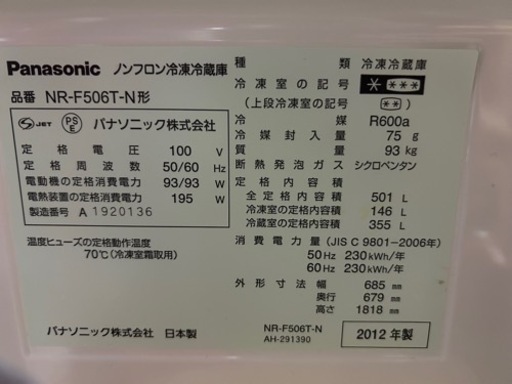 Panasonic ノンフロン冷凍冷蔵庫
品番 NR-F506T-N形
JET PSE パナソニック株式会社
定格電圧 100 V
定格周波数 50/60 Hz
電動機の定格消費電力 93/93 W
電熱装置の定格消費電力 195 W
製造番号 A 1920136
温度ヒューズの定格動作温度
70℃(冷凍室霜取用)
パナソニック株式会社 日本製
種類 冷凍冷蔵庫
冷凍室の記号 * ***
(上段冷凍室の記号 **)
冷媒 R600a
冷媒封入量 75 g
質量 93 kg
断熱発泡ガス シクロペンタン
定格内容積
全定格内容積 501 L
冷凍室の定格内容積 146 L
冷蔵室の定格内容積 355 L
消費電力量(JIS C 9801-2006年)
50Hz 230kWh/年
60Hz 230kWh/年
外形寸法 幅 685 mm
奥行 679 mm
高さ 1818 mm
NR-F506T-N
AH-291390
2012年製